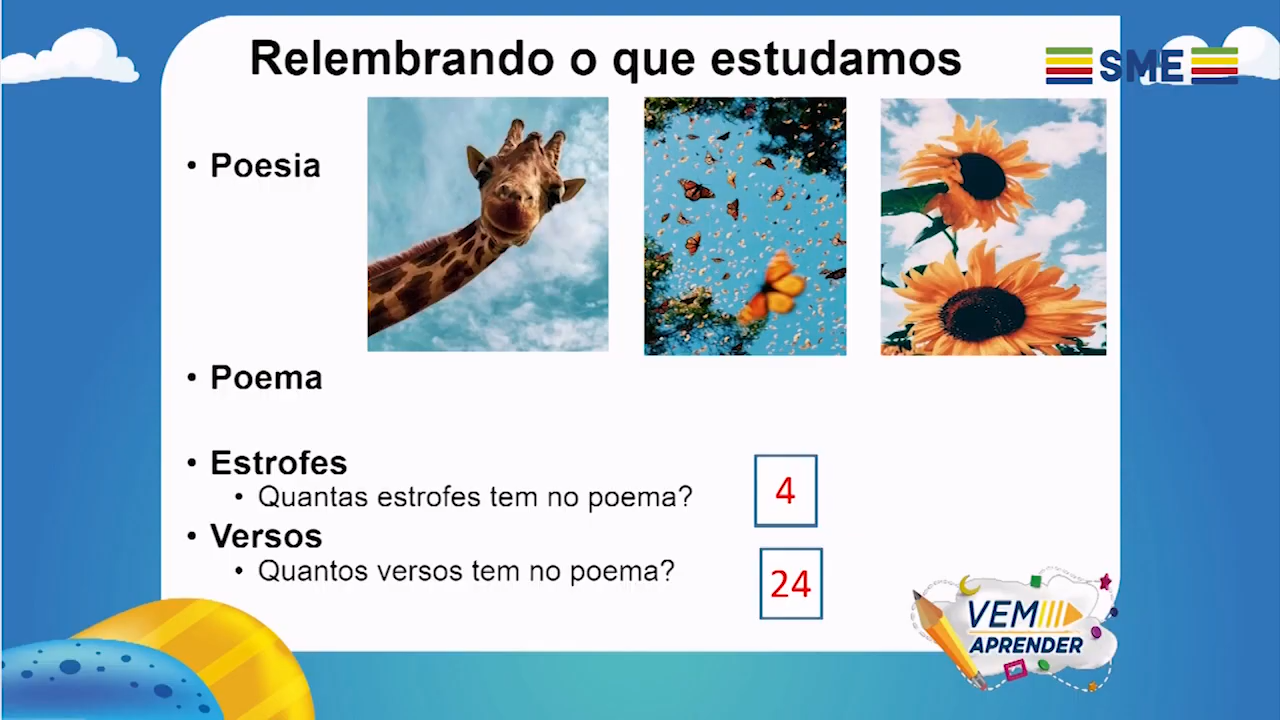 Relembrando o que estudamos
SME
• Poesia
• Poema
• Estrofes
• Quantas estrofes tem no poema?
4
• Versos
• Quantos versos tem no poema?
24
VEM
APRENDER